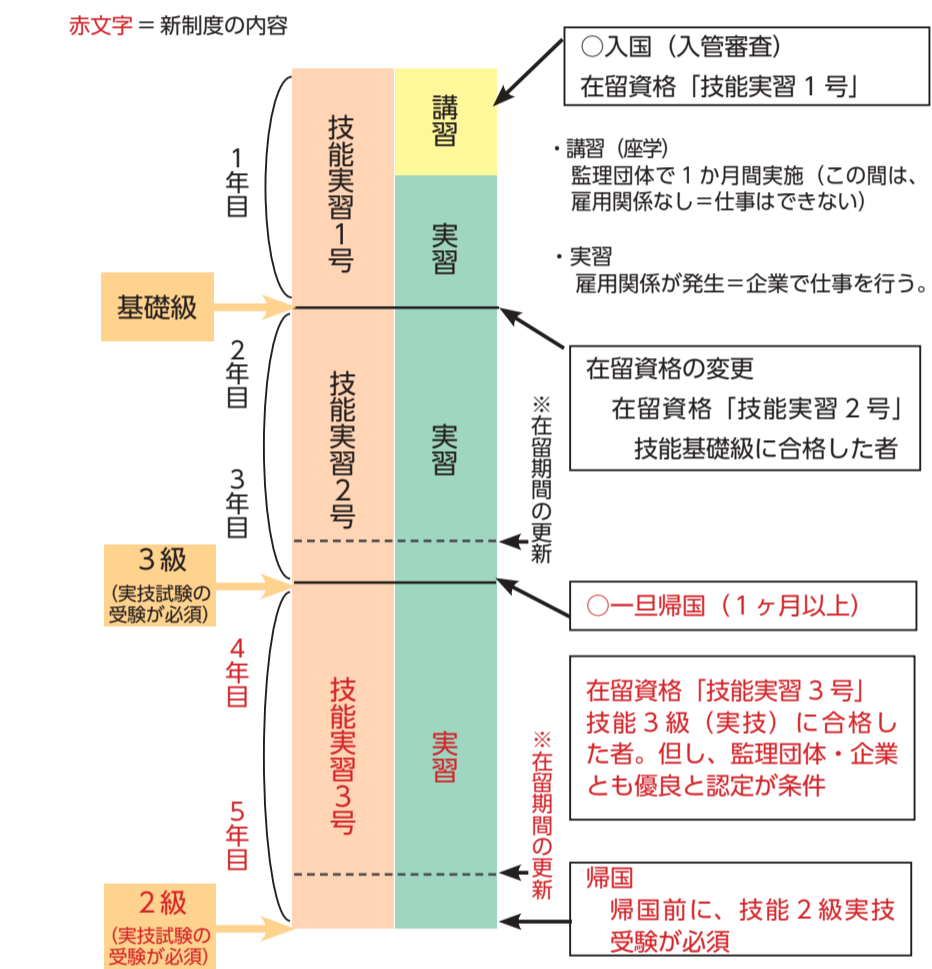 赤文字＝新制度の内容
○入国（入管審査）
在留資格「技能実習1号」
講習
技能実習1号
1年目
・講習（座学）
監理団体で1か月間実施（この間は、
雇用関係なし＝仕事はできない）
実習
・実習
雇用関係が発生＝企業で仕事を行う。
基礎級
在留資格の変更
在留資格「技能実習2号」
技能基礎級に合格した者
2年目
技能実習2号
実習
※在留期間の更新
3年目
3級
（実技試験の
受験が必須）
○一旦帰国（1ヶ月以上）
4年目
在留資格「技能実習3号」
技能3級（実技）に合格し
た者。但し、監理団体・企業
とも優良と認定が条件
技能実習3号
実習
※在留期間の更新
5年目
2級
（実技試験の
受験が必須）
帰国
帰国前に、技能2級実技
受験が必須